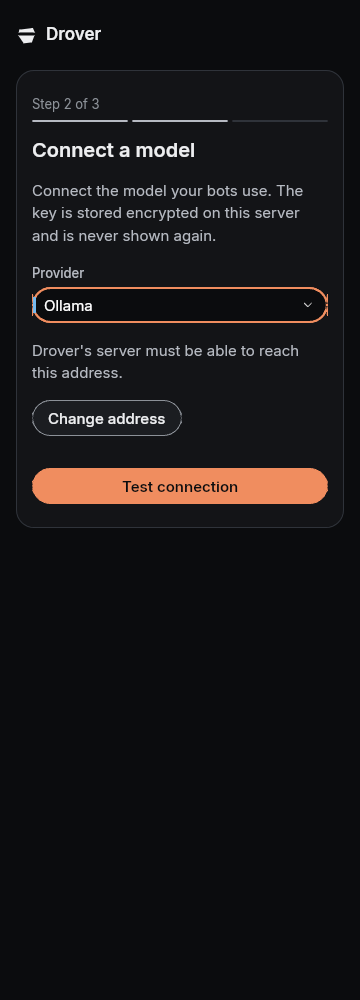 Drover
Step 2 of 3
Connect a model
Connect the model your bots use. The
key is stored encrypted on this server
and is never shown again.
Provider
Ollama
Drover's server must be able to reach
this address.
Change address
Test connection